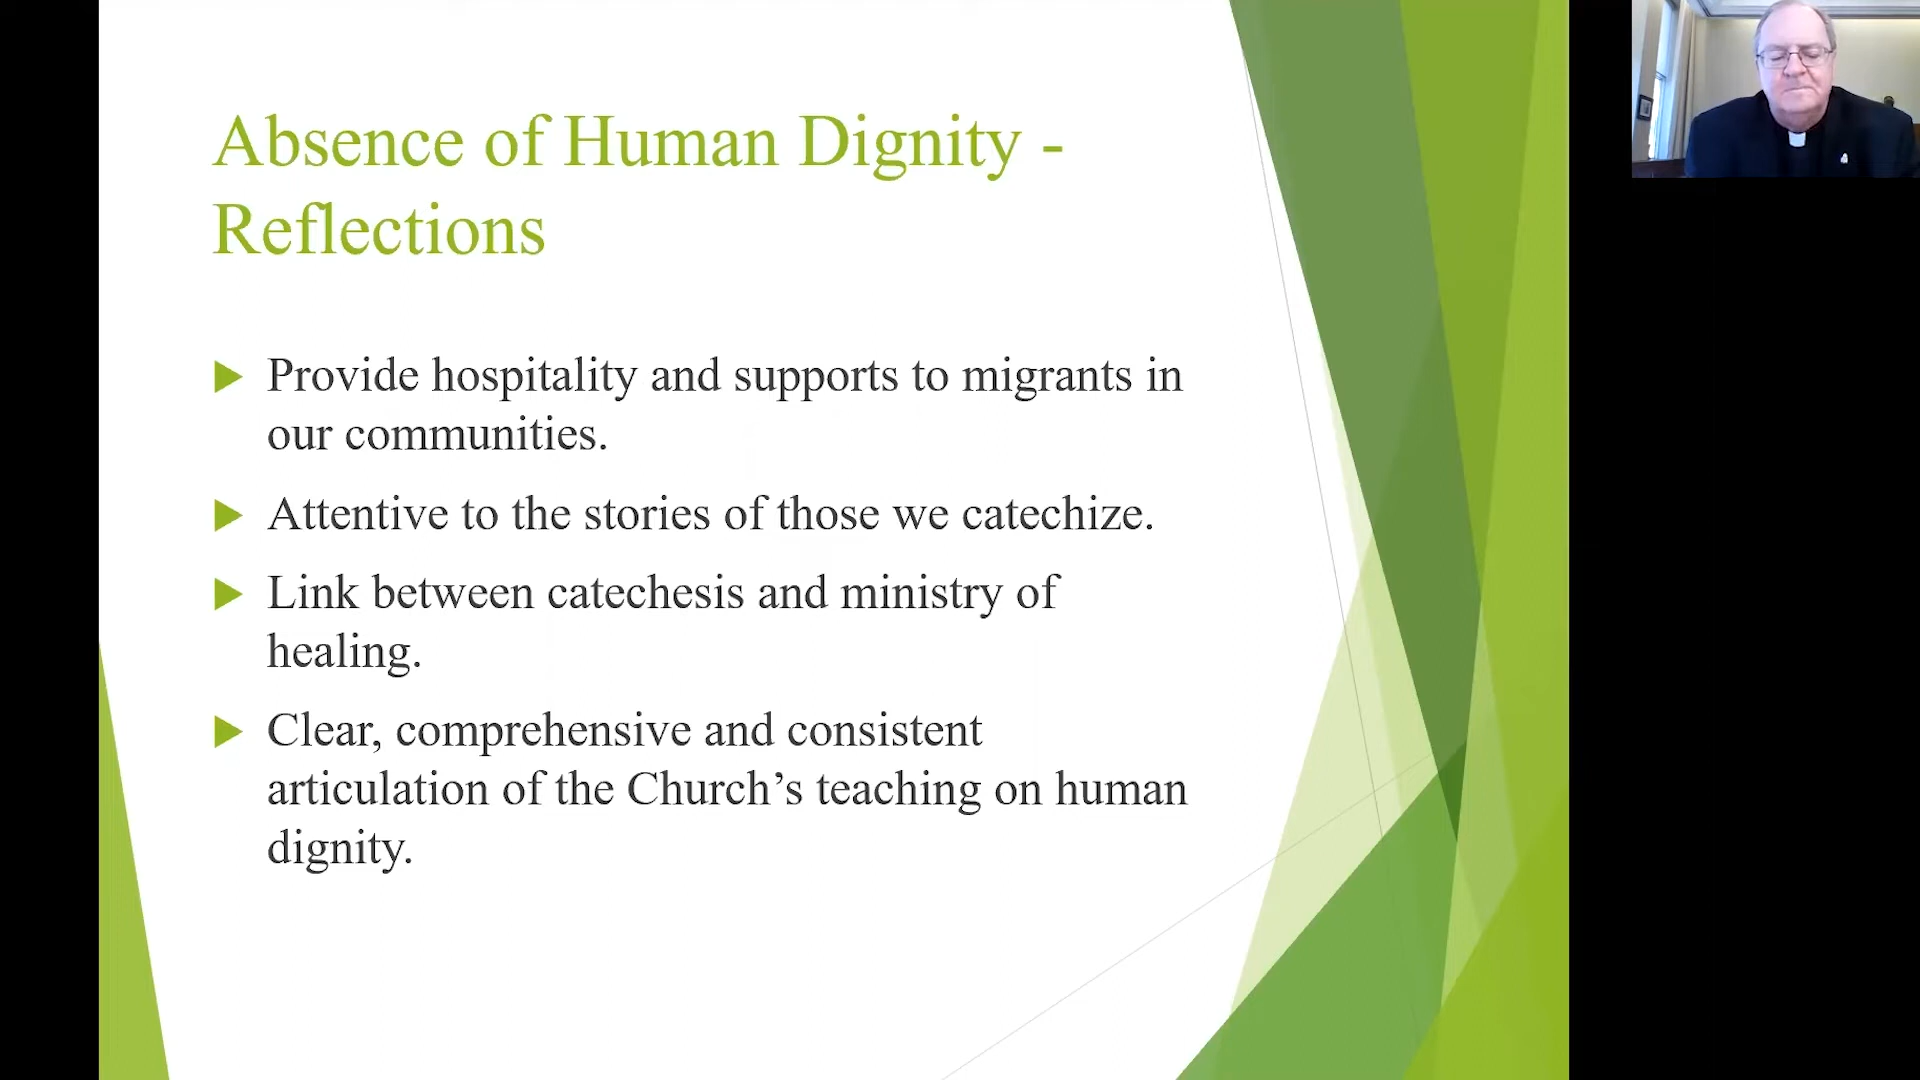 Absence of Human Dignity -
Reflections
Provide hospitality and supports to migrants in
our communities.
Attentive to the stories of those we catechize.
Link between catechesis and ministry of
healing.
Clear, comprehensive and consistent
articulation of the Church’s teaching on human
dignity.